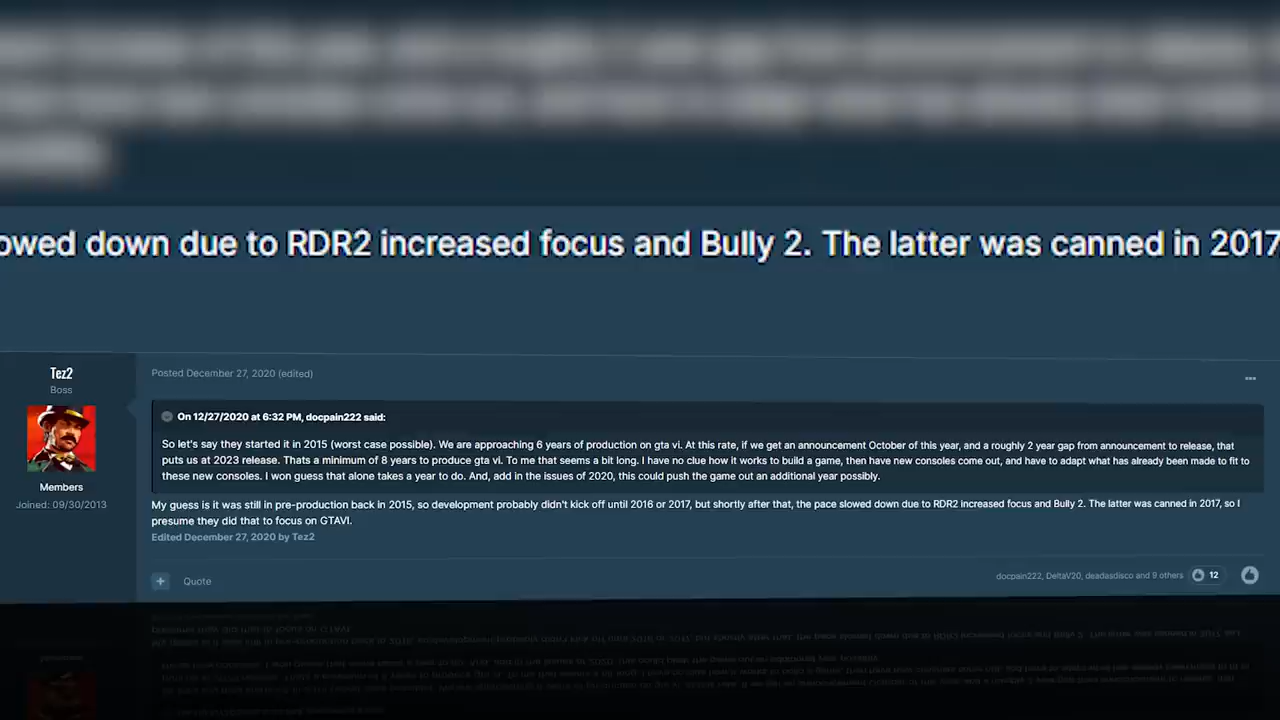 owed down due to RDR2 increased focus and Bully 2. The latter was canned in 2017
Tez2
Boss
Members
Joined: 09/30/2013
Posted December 27, 2020 (edited)
On 12/27/2020 at 6:32 PM, docpain222 said:
So let's say they started it in 2015 (worst case possible). We are approaching 6 years of production on gta vi. At this rate, if we get an announcement October of this year, and a roughly 2 year gap from announcement to release, that
puts us at 2023 release. Thats a minimum of 8 years to produce gta vi. To me that seems a bit long. I have no clue how it works to build a game, then have new consoles come out, and have to adapt what has already been made to fit to
these new consoles. I won guess that alone takes a year to do. And, add in the issues of 2020, this could push the game out an additional year possibly.
My guess is it was still in pre-production back in 2015, so development probably didn't kick off until 2016 or 2017, but shortly after that, the pace slowed down due to RDR2 increased focus and Bully 2. The latter was canned in 2017, so I
presume they did that to focus on GTAVI.
Edited December 27, 2020 by Tez2
+ Quote
docpain222, DeltaV20, deadasdisco and 9 others 12